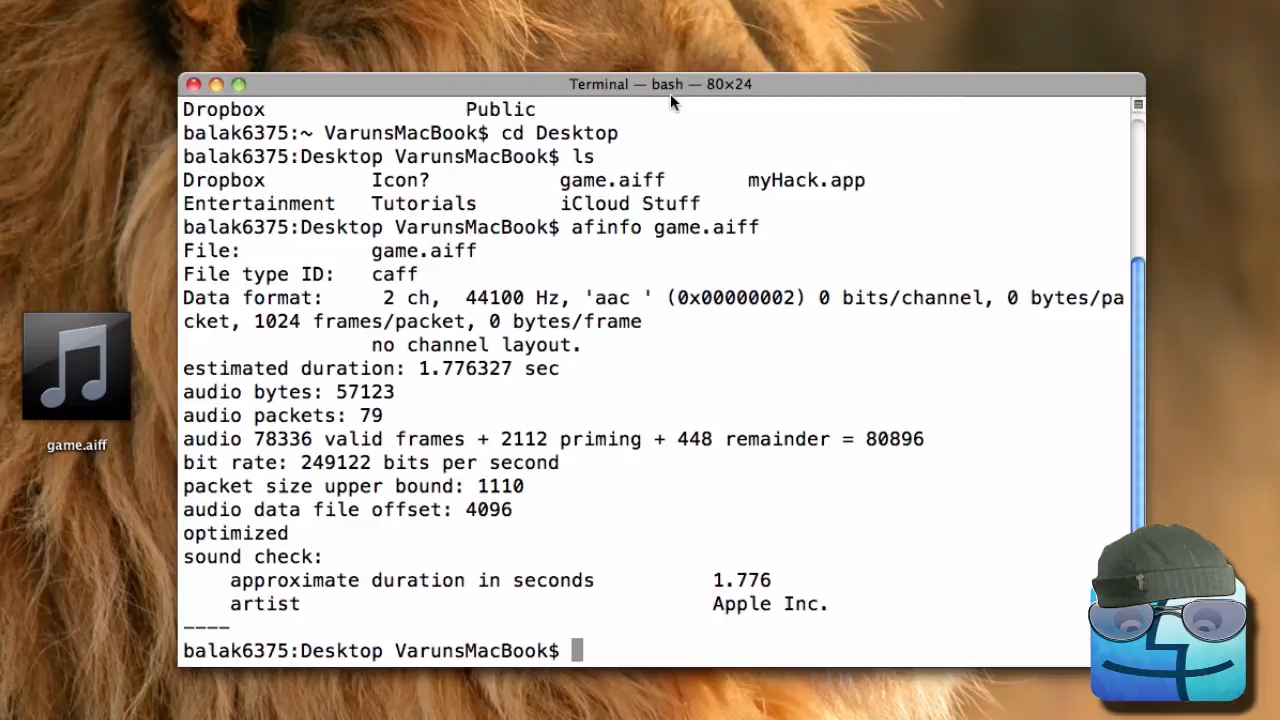 Terminal — bash — 80×24
Dropbox Public
balak6375:~ VarunsMacBook$ cd Desktop
balak6375:Desktop VarunsMacBook$ ls
Dropbox Icon? game.aiff myHack.app
Entertainment Tutorials iCloud Stuff
balak6375:Desktop VarunsMacBook$ afinfo game.aiff
File: game.aiff
File type ID: caff
Data format: 2 ch, 44100 Hz, 'aac ' (0x00000002) 0 bits/channel, 0 bytes/pa
cket, 1024 frames/packet, 0 bytes/frame
no channel layout.
estimated duration: 1.776327 sec
audio bytes: 57123
audio packets: 79
audio 78336 valid frames + 2112 priming + 448 remainder = 80896
bit rate: 249122 bits per second
packet size upper bound: 1110
audio data file offset: 4096
optimized
sound check:
approximate duration in seconds 1.776
artist Apple Inc.
----
balak6375:Desktop VarunsMacBook$
game.aiff